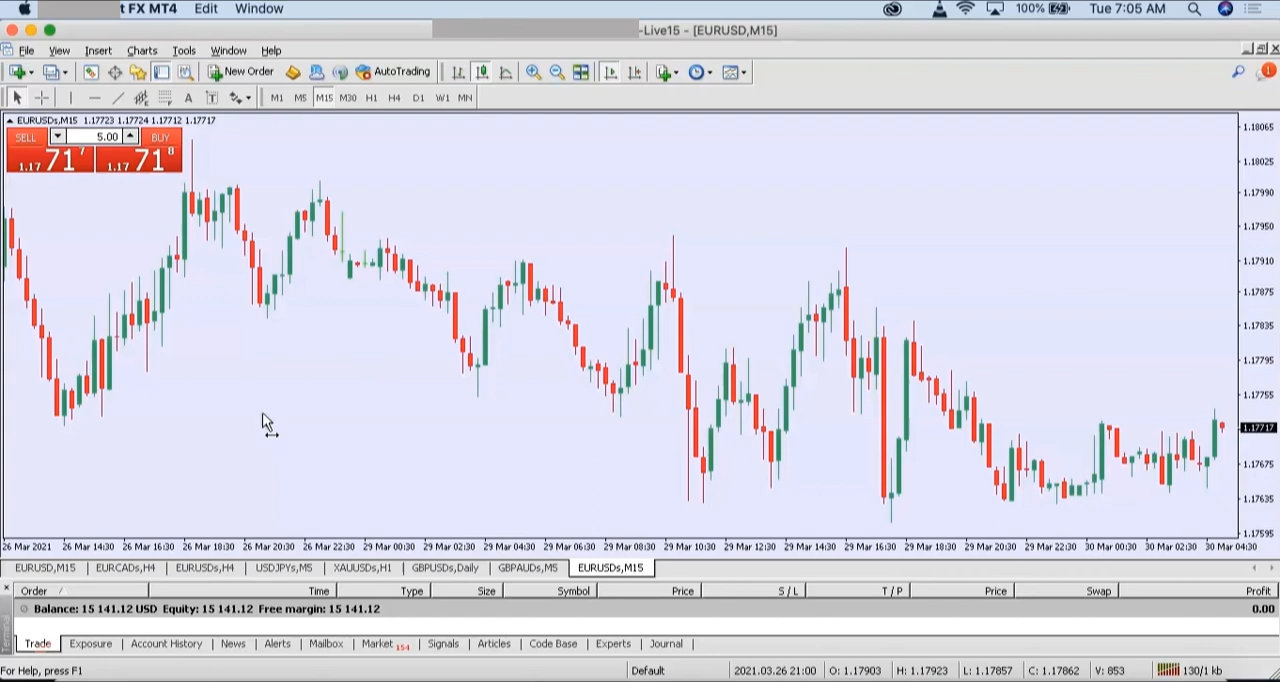 t FX MT4 Edit Window 100% Tue 7:05 AM
-Live15 - [EURUSD,M15]
File View Insert Charts Tools Window Help
New Order AutoTrading 1
A T M1 M5 M15 M30 H1 H4 D1 W1 MN
EURUSDs,M15 1.17723 1.17724 1.17712 1.17717
SELL 5.00 BUY
1.17 71 7 1.17 71 8
1.18065
1.18025
1.17990
1.17950
1.17910
1.17875
1.17835
1.17795
1.17755
1.17717
1.17675
1.17635
1.17595
26 Mar 2021 26 Mar 14:30 26 Mar 16:30 26 Mar 18:30 26 Mar 20:30 26 Mar 22:30 29 Mar 00:30 29 Mar 02:30 29 Mar 04:30 29 Mar 06:30 29 Mar 08:30 29 Mar 10:30 29 Mar 12:30 29 Mar 14:30 29 Mar 16:30 29 Mar 18:30 29 Mar 20:30 29 Mar 22:30 30 Mar 00:30 30 Mar 02:30 30 Mar 04:30
EURUSD,M15 EURCADs,H4 EURUSDs,H4 USDJPYs,M5 XAUUSDs,H1 GBPUSDs,Daily GBPAUDs,M5 EURUSDs,M15
Order Time Type Size Symbol Price S / L T / P Price Swap Profit
Balance: 15 141.12 USD Equity: 15 141.12 Free margin: 15 141.12 0.00
Terminal
Trade Exposure Account History News Alerts Mailbox Market 154 Signals Articles Code Base Experts Journal
For Help, press F1 Default 2021.03.26 21:00 O: 1.17903 H: 1.17923 L: 1.17857 C: 1.17862 V: 853 130/1 kb